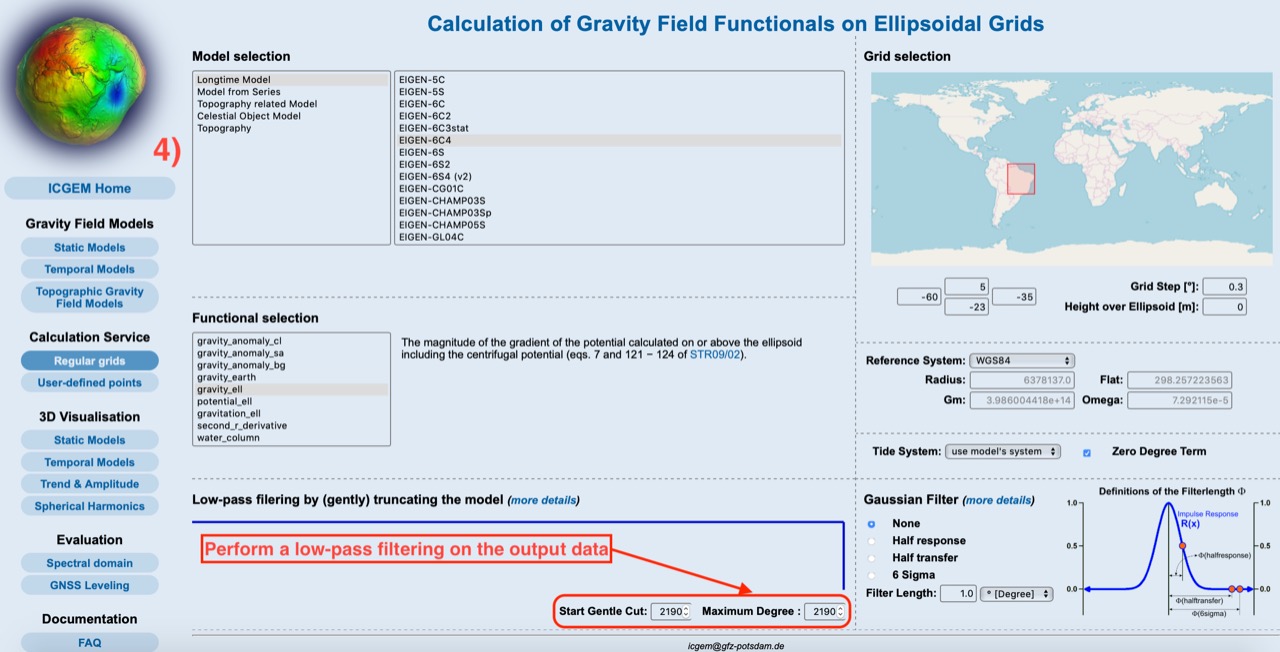 Calculation of Gravity Field Functionals on Ellipsoidal Grids
4)
ICGEM Home
Gravity Field Models
Static Models
Temporal Models
Topographic Gravity
Field Models
Calculation Service
Regular grids
User-defined points
3D Visualisation
Static Models
Temporal Models
Trend & Amplitude
Spherical Harmonics
Evaluation
Spectral domain
GNSS Leveling
Documentation
FAQ
Model selection
Longtime Model
Model from Series
Topography related Model
Celestial Object Model
Topography
EIGEN-5C
EIGEN-5S
EIGEN-6C
EIGEN-6C2
EIGEN-6C3stat
EIGEN-6C4
EIGEN-6S
EIGEN-6S2
EIGEN-6S4 (v2)
EIGEN-CG01C
EIGEN-CHAMP03S
EIGEN-CHAMP03Sp
EIGEN-CHAMP05S
EIGEN-GL04C
Functional selection
gravity_anomaly_cl
gravity_anomaly_sa
gravity_anomaly_bg
gravity_earth
gravity_ell
potential_ell
gravitation_ell
second_r_derivative
water_column
The magnitude of the gradient of the potential calculated on or above the ellipsoid
including the centrifugal potential (eqs. 7 and 121 − 124 of STR09/02).
Low-pass filering by (gently) truncating the model (more details)
Perform a low-pass filtering on the output data
Start Gentle Cut: 2190 Maximum Degree : 2190
Grid selection
5
-60 -35
-23
Grid Step [°]: 0.3
Height over Ellipsoid [m]: 0
Reference System: WGS84
Radius: 6378137.0 Flat: 298.257223563
Gm: 3.986004418e+14 Omega: 7.292115e-5
Tide System: use model's system Zero Degree Term
Gaussian Filter (more details)
None
Half response
Half transfer
6 Sigma
Filter Length: 1.0 ° [Degree]
Definitions of the Filterlength Φ
1.0 1.0
Impulse Response
R(x)
0.5 0.5
Φ(halfresponse)
0.0 0.0
Φ(halftransfer)
Φ(6sigma)
icgem@gfz-potsdam.de